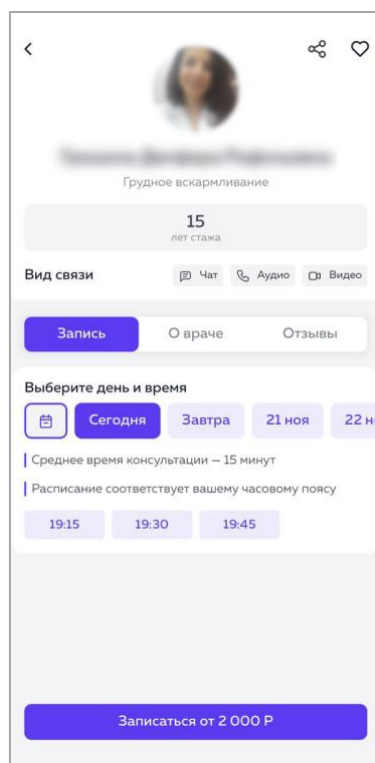 Грудное вскармливание
15
лет стажа
Вид связи Чат Аудио Видео
Запись О враче Отзывы
Выберите день и время
Сегодня Завтра 21 ноя 22 н
Среднее время консультации — 15 минут
Расписание соответствует вашему часовому поясу
19:15 19:30 19:45
Записаться от 2 000 Р